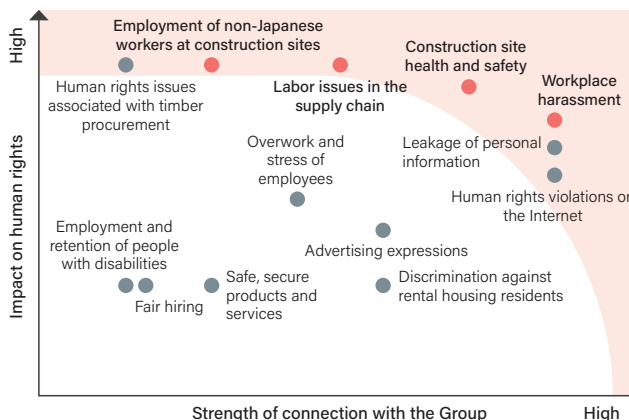 High
Impact on human rights
Employment of non-Japanese
workers at construction sites
Human rights issues
associated with timber
procurement
Labor issues in the
supply chain
Construction site
health and safety
Workplace
harassment
Overwork and
stress of
employees
Leakage of personal
information
Human rights violations on
the Internet
Employment and
retention of people
with disabilities
Advertising expressions
Fair hiring
Safe, secure
products and
services
Discrimination against
rental housing residents
Strength of connection with the Group
High